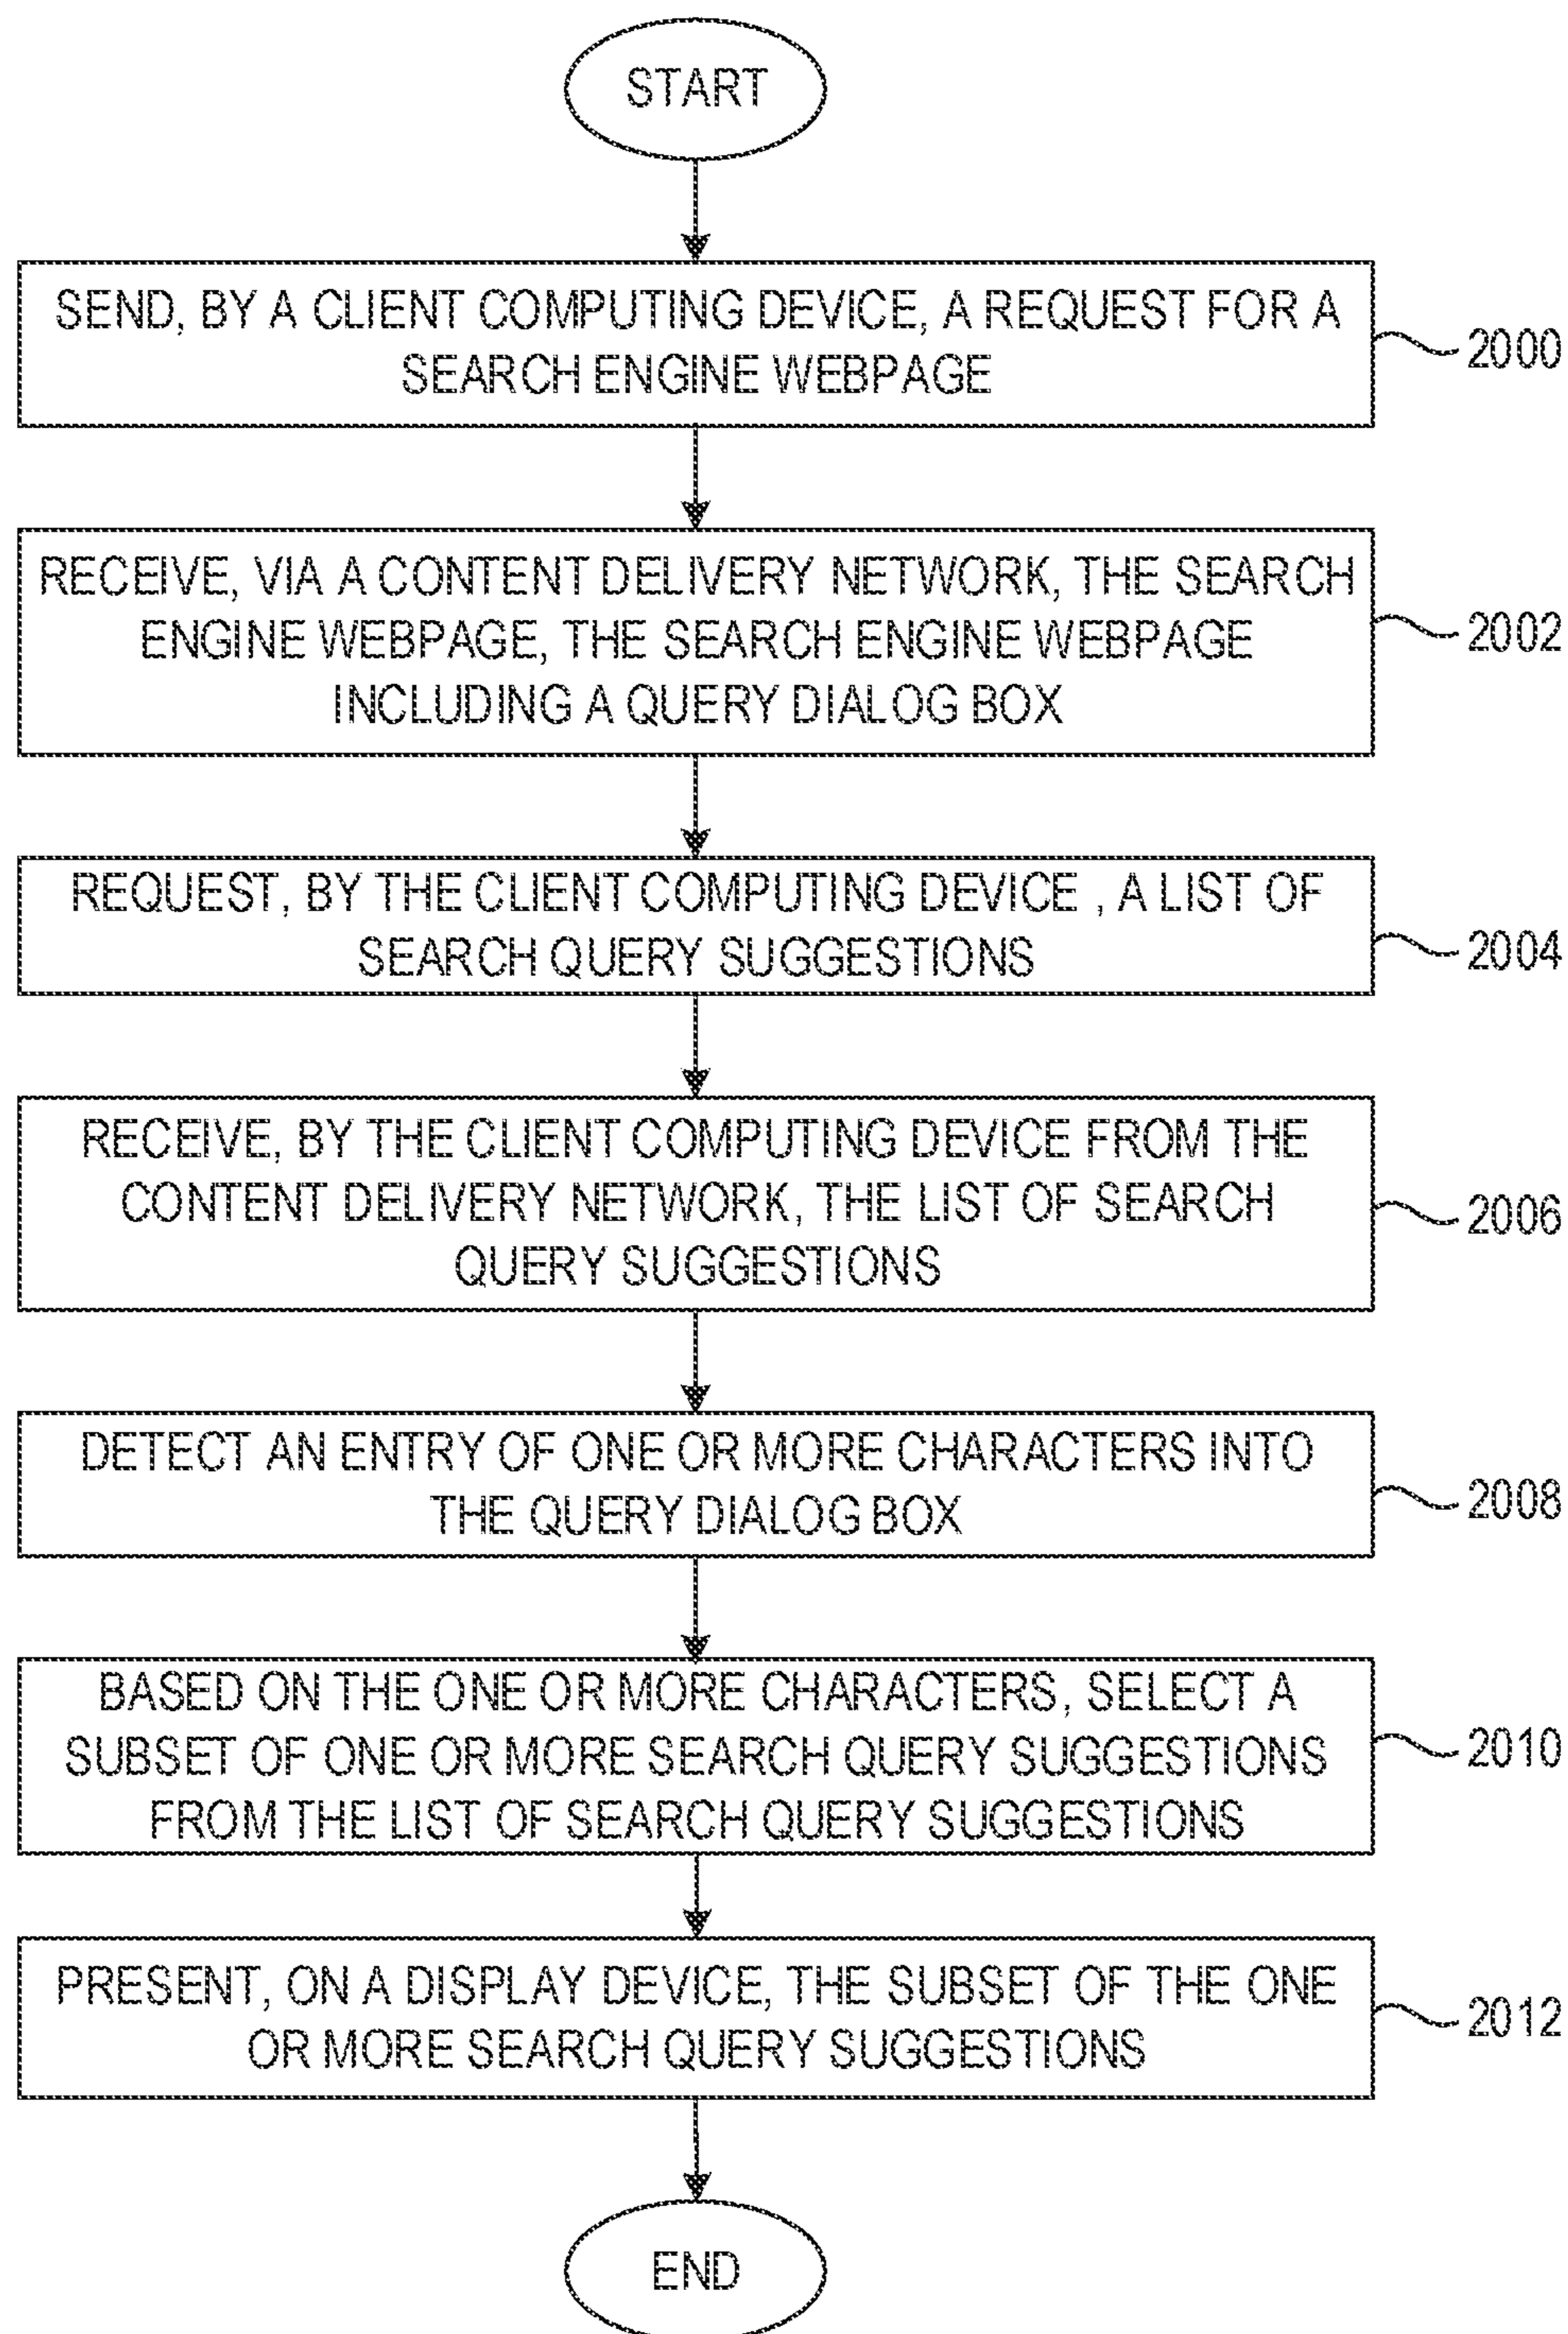 START
SEND, BY A CLIENT COMPUTING DEVICE, A REQUEST FOR A
SEARCH ENGINE WEBPAGE
2000
RECEIVE, VIA A CONTENT DELIVERY NETWORK, THE SEARCH
ENGINE WEBPAGE, THE SEARCH ENGINE WEBPAGE
INCLUDING A QUERY DIALOG BOX
2002
REQUEST, BY THE CLIENT COMPUTING DEVICE , A LIST OF
SEARCH QUERY SUGGESTIONS
2004
RECEIVE, BY THE CLIENT COMPUTING DEVICE FROM THE
CONTENT DELIVERY NETWORK, THE LIST OF SEARCH
QUERY SUGGESTIONS
2006
DETECT AN ENTRY OF ONE OR MORE CHARACTERS INTO
THE QUERY DIALOG BOX
2008
BASED ON THE ONE OR MORE CHARACTERS, SELECT A
SUBSET OF ONE OR MORE SEARCH QUERY SUGGESTIONS
FROM THE LIST OF SEARCH QUERY SUGGESTIONS
2010
PRESENT, ON A DISPLAY DEVICE, THE SUBSET OF THE ONE
OR MORE SEARCH QUERY SUGGESTIONS
2012
END